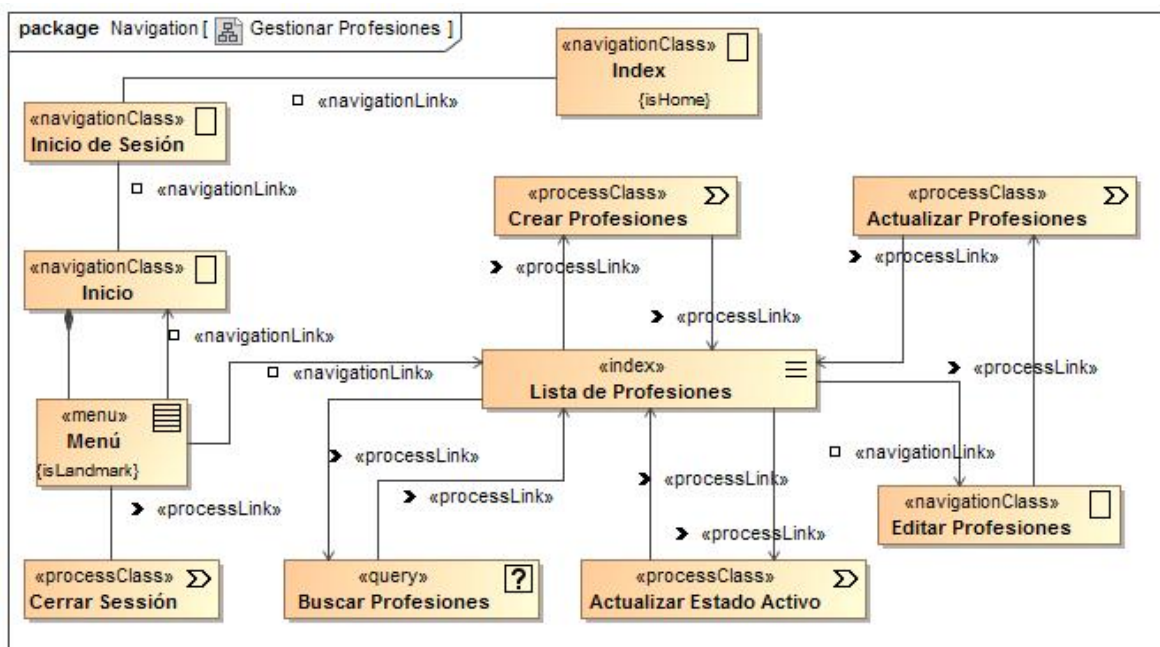 package Navigation [ Gestionar Profesiones ]
«navigationClass»
Index
{isHome}
«navigationLink»
«navigationClass»
Inicio de Sesión
«navigationLink»
«processClass»
Crear Profesiones
«processClass»
Actualizar Profesiones
«navigationClass»
Inicio
«processLink»
«processLink»
«processLink»
«navigationLink»
«navigationLink»
«index»
Lista de Profesiones
«processLink»
«menu»
Menú
{isLandmark}
«processLink»
«processLink»
«processLink»
«navigationLink»
«processLink»
«processLink»
«navigationClass»
Editar Profesiones
«processClass»
Cerrar Sessión
«query»
?
Buscar Profesiones
«processClass»
Actualizar Estado Activo